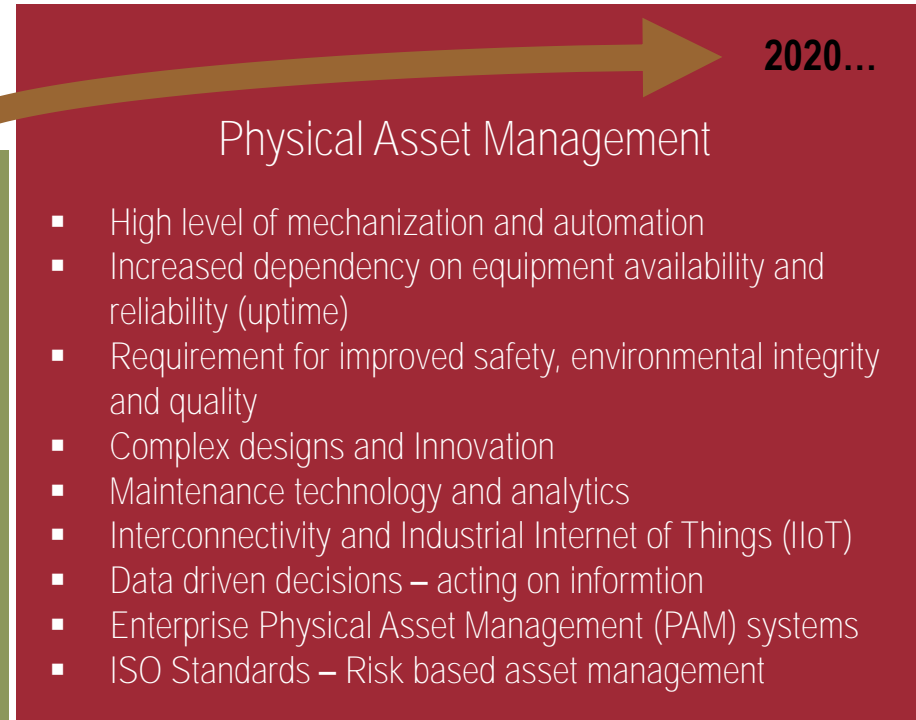 2020…
Physical Asset Management
▪ High level of mechanization and automation
▪ Increased dependency on equipment availability and
reliability (uptime)
▪ Requirement for improved safety, environmental integrity
and quality
▪ Complex designs and Innovation
▪ Maintenance technology and analytics
▪ Interconnectivity and Industrial Internet of Things (IIoT)
▪ Data driven decisions – acting on informtion
▪ Enterprise Physical Asset Management (PAM) systems
▪ ISO Standards – Risk based asset management